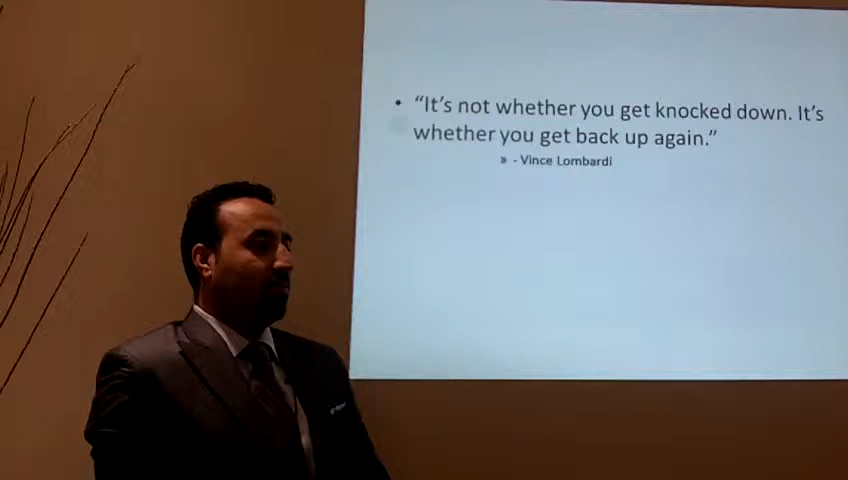 • “It’s not whether you get knocked down. It’s
whether you get back up again.”
» - Vince Lombardi